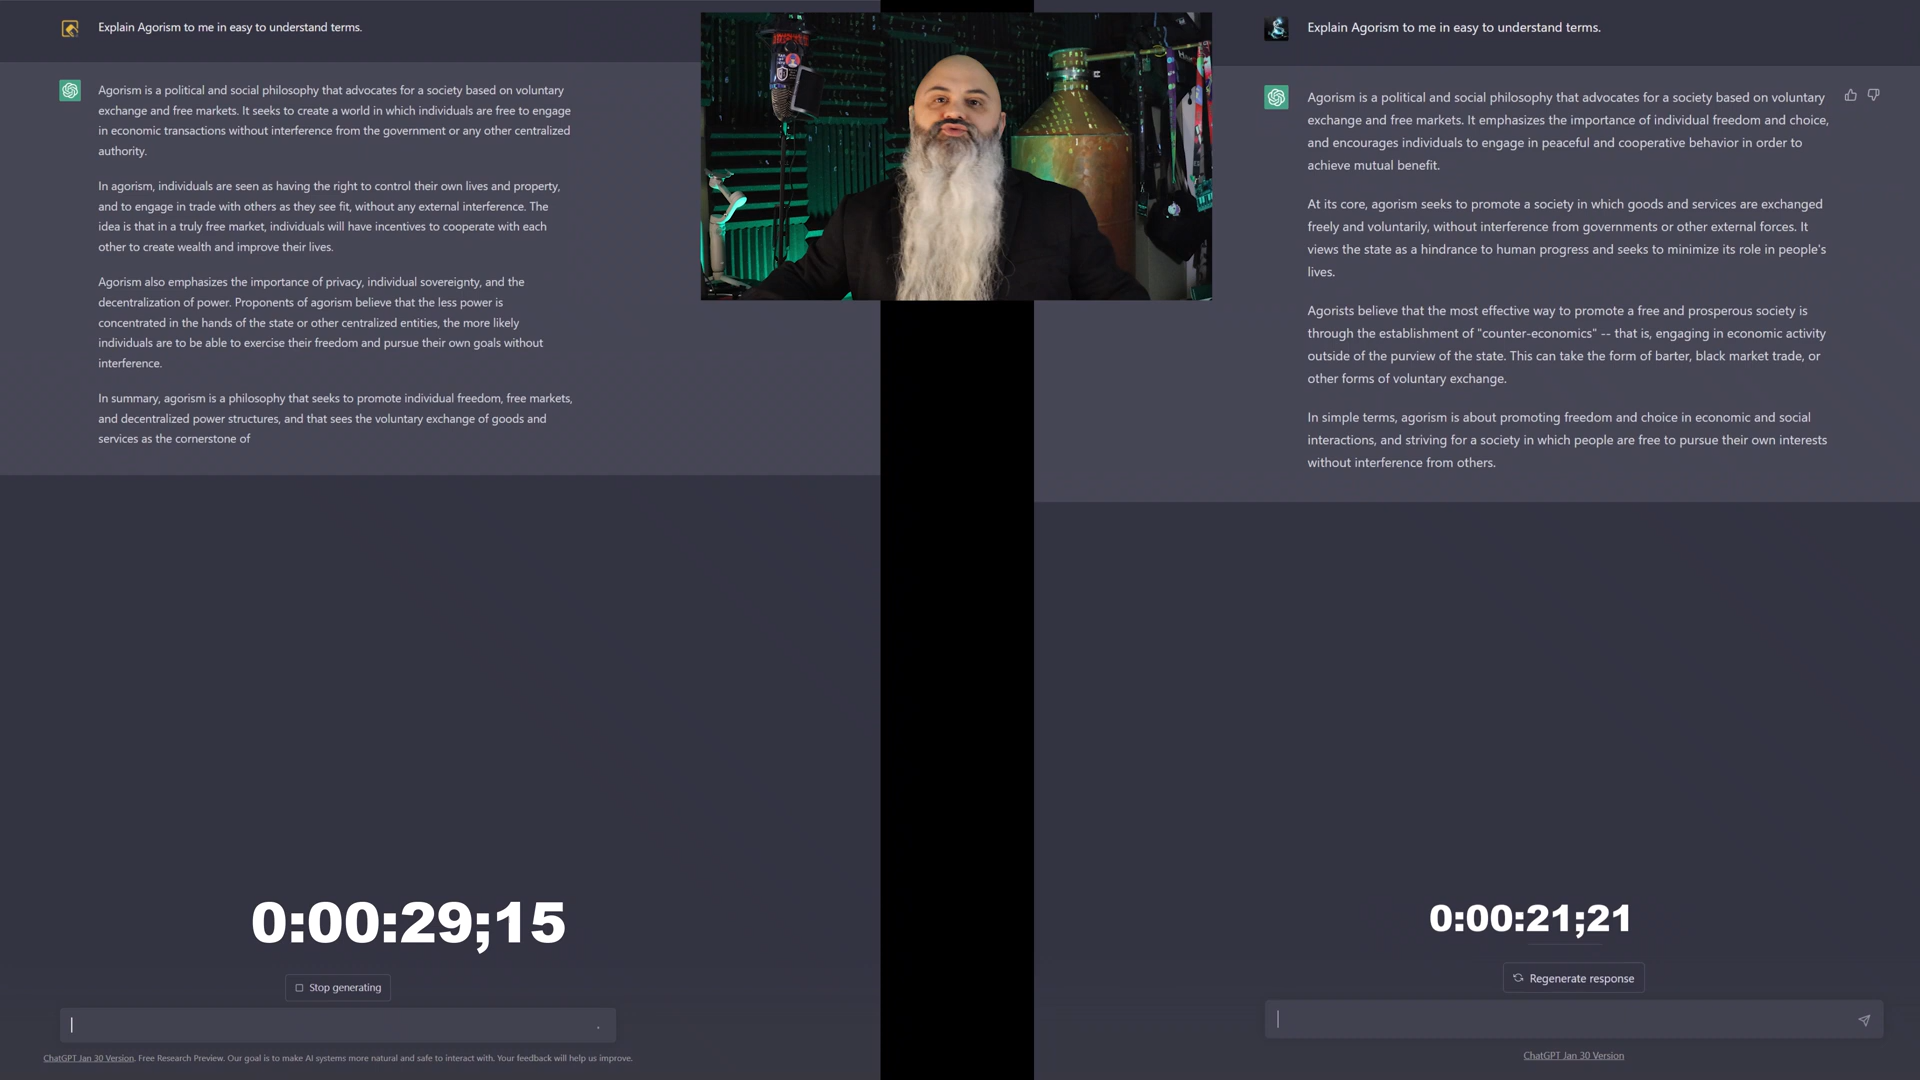 Explain Agorism to me in easy to understand terms.
Agorism is a political and social philosophy that advocates for a society based on voluntary
exchange and free markets. It seeks to create a world in which individuals are free to engage
in economic transactions without interference from the government or any other centralized
authority.
In agorism, individuals are seen as having the right to control their own lives and property,
and to engage in trade with others as they see fit, without any external interference. The
idea is that in a truly free market, individuals will have incentives to cooperate with each
other to create wealth and improve their lives.
Agorism also emphasizes the importance of privacy, individual sovereignty, and the
decentralization of power. Proponents of agorism believe that the less power is
concentrated in the hands of the state or other centralized entities, the more likely
individuals are to be able to exercise their freedom and pursue their own goals without
interference.
In summary, agorism is a philosophy that seeks to promote individual freedom, free markets,
and decentralized power structures, and that sees the voluntary exchange of goods and
services as the cornerstone of
0:00:29;15
Stop generating
ChatGPT Jan 30 Version. Free Research Preview. Our goal is to make AI systems more natural and safe to interact with. Your feedback will help us improve.
Explain Agorism to me in easy to understand terms.
Agorism is a political and social philosophy that advocates for a society based on voluntary
exchange and free markets. It emphasizes the importance of individual freedom and choice,
and encourages individuals to engage in peaceful and cooperative behavior in order to
achieve mutual benefit.
At its core, agorism seeks to promote a society in which goods and services are exchanged
freely and voluntarily, without interference from governments or other external forces. It
views the state as a hindrance to human progress and seeks to minimize its role in people's
lives.
Agorists believe that the most effective way to promote a free and prosperous society is
through the establishment of "counter-economics" -- that is, engaging in economic activity
outside of the purview of the state. This can take the form of barter, black market trade, or
other forms of voluntary exchange.
In simple terms, agorism is about promoting freedom and choice in economic and social
interactions, and striving for a society in which people are free to pursue their own interests
without interference from others.
0:00:21;21
Regenerate response
ChatGPT Jan 30 Version